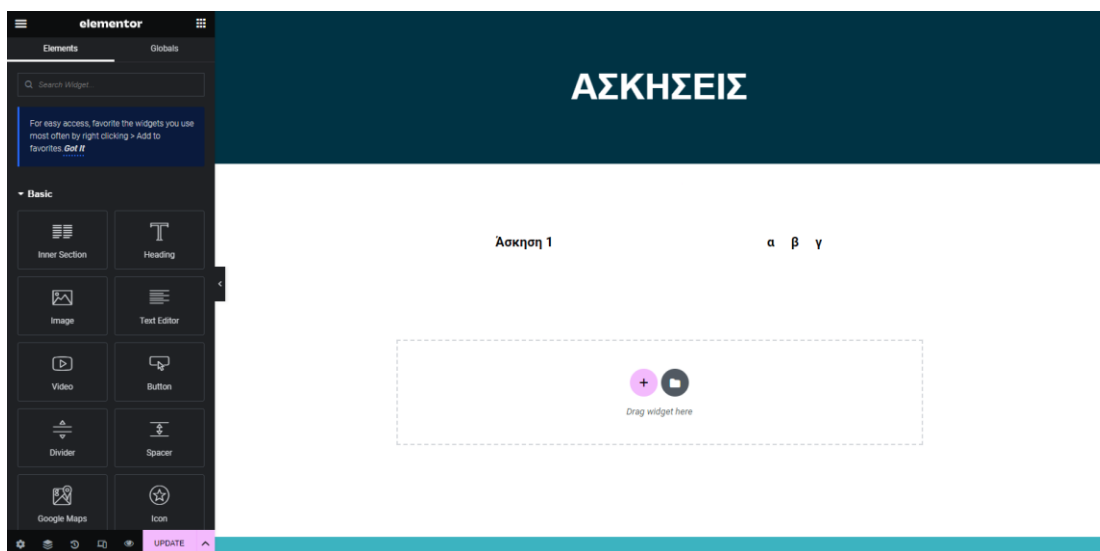 elementor
Elements Globals
Search Widget...
For easy access, favorite the widgets you use
most often by right clicking > Add to
favorites. Got It
Basic
Inner Section Heading
Image Text Editor
Video Button
Divider Spacer
Google Maps Icon
UPDATE
ΑΣΚΗΣΕΙΣ
Άσκηση 1 α β γ
Drag widget here